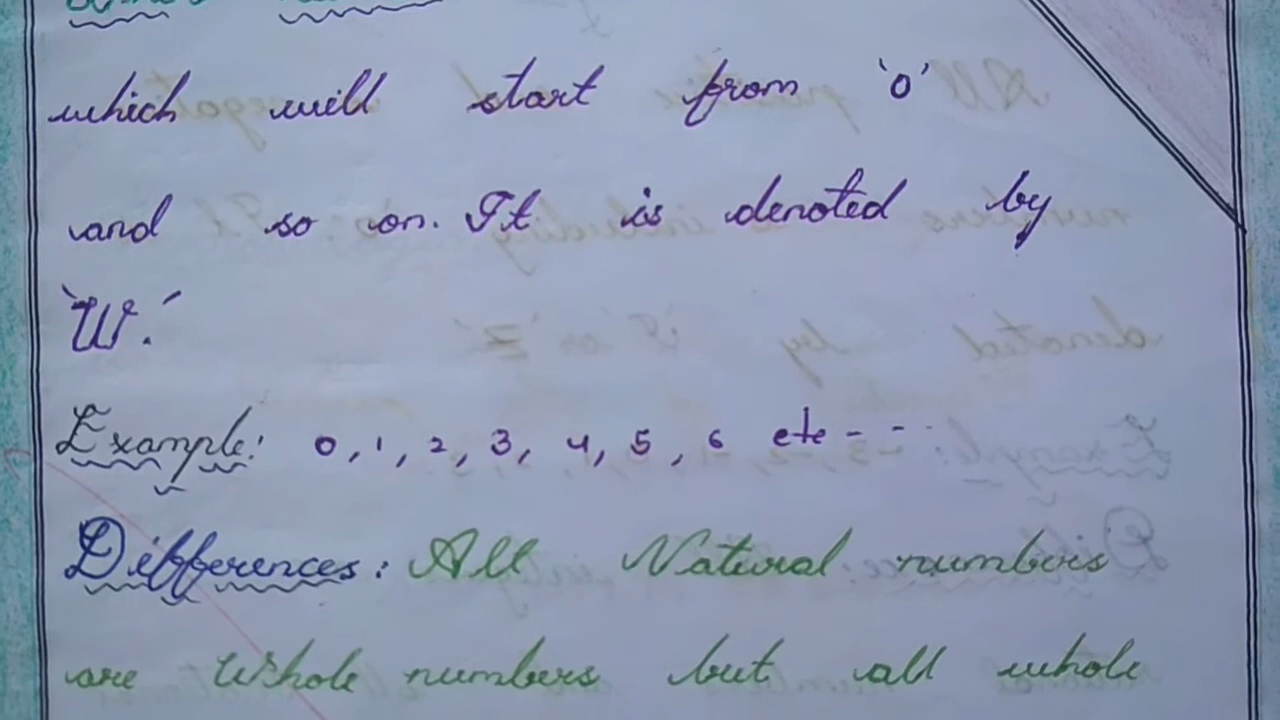 which will start from '0'
and so on. It is denoted by
'W.'
Example: 0, 1, 2, 3, 4, 5, 6 etc - - -
Differences: All Natural numbers
are Whole numbers but all whole